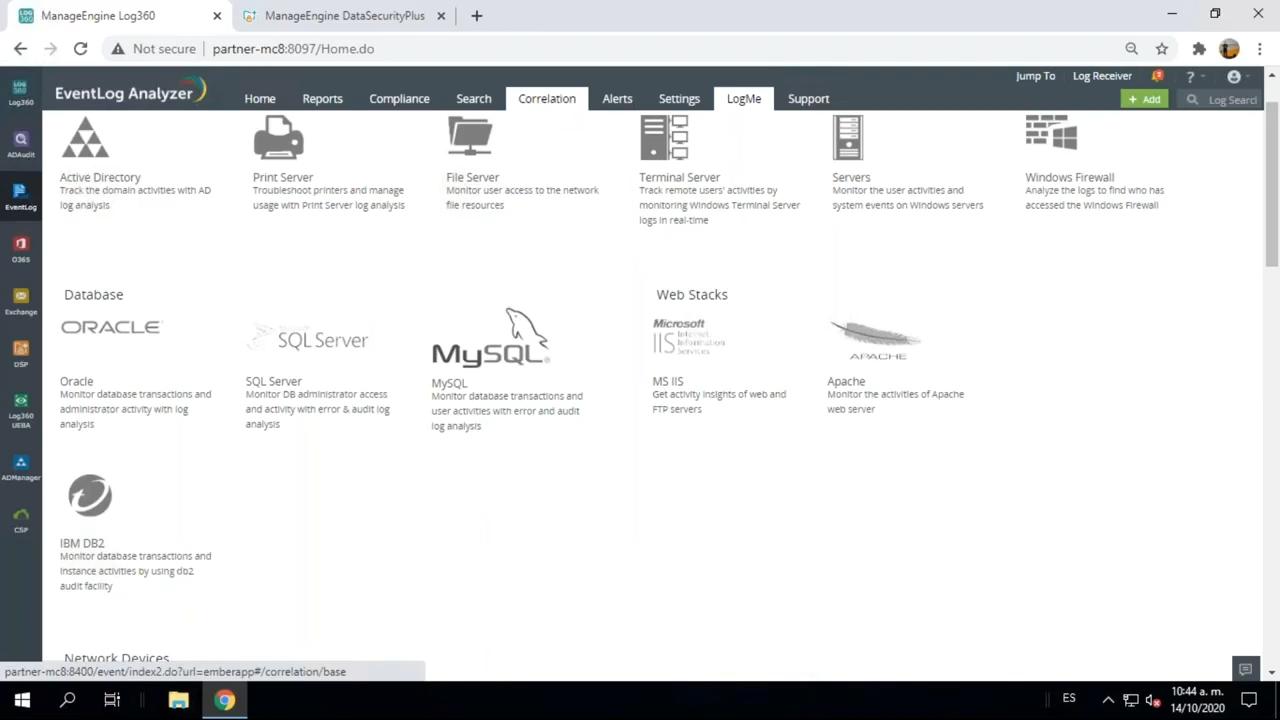 ManageEngine Log360
ManageEngine DataSecurityPlus
Not secure
partner-mc8:8097/Home.do
Jump To
Log Receiver
EventLog Analyzer
Home
Reports
Compliance
Search
Correlation
Alerts
Settings
LogMe
Support
+ Add
Log Searcl
LOG 360
Log360
ADAudit
EventLog
O365
Exchange
DSP
Log360
UEBA
ADManager
CSP
Active Directory
Track the domain activities with AD
log analysis
Print Server
Troubleshoot printers and manage
usage with Print Server log analysis
File Server
Monitor user access to the network
file resources
Terminal Server
Track remote users' activities by
monitoring Windows Terminal Server
logs in real-time
Servers
Monitor the user activities and
system events on Windows servers
Windows Firewall
Analyze the logs to find who has
accessed the Windows Firewall
Database
ORACLE
Oracle
Monitor database transactions and
administrator activity with log
analysis
SQL Server
SQL Server
Monitor DB administrator access
and activity with error & audit log
analysis
MySQL
MySQL
Monitor database transactions and
user activities with error and audit
log analysis
Web Stacks
Microsoft
IIS Internet
Information
Services
MS IIS
Get activity insights of web and
FTP servers
APACHE
Apache
Monitor the activities of Apache
web server
IBM DB2
Monitor database transactions and
instance activities by using db2
audit facility
Network Devices
partner-mc8:8400/event/index2.do?url=emberapp#/correlation/base
ES
10:44 a. m.
14/10/2020